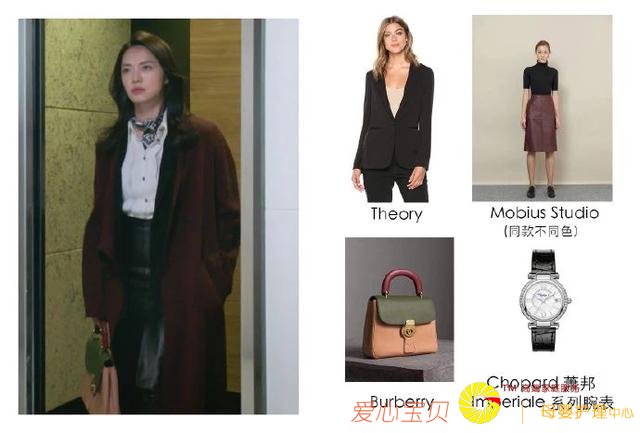 Theory
Mobius Studio
(同款不同色)
Burberry
Chopard 萧邦
Imperiale 系列腕表
爱心宝贝
TM
母婴护理中心